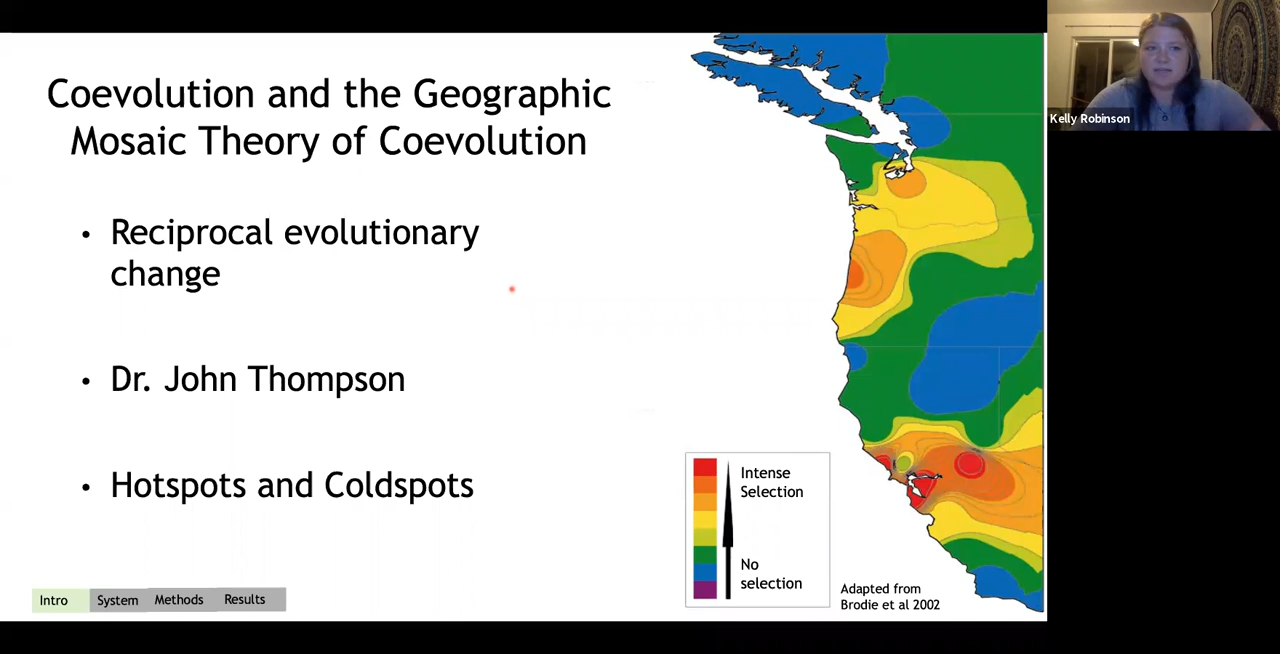 Coevolution and the Geographic
Mosaic Theory of Coevolution
• Reciprocal evolutionary
change
• Dr. John Thompson
• Hotspots and Coldspots
Intense
Selection
No
selection
Adapted from
Brodie et al 2002
Intro System Methods Results
Kelly Robinson